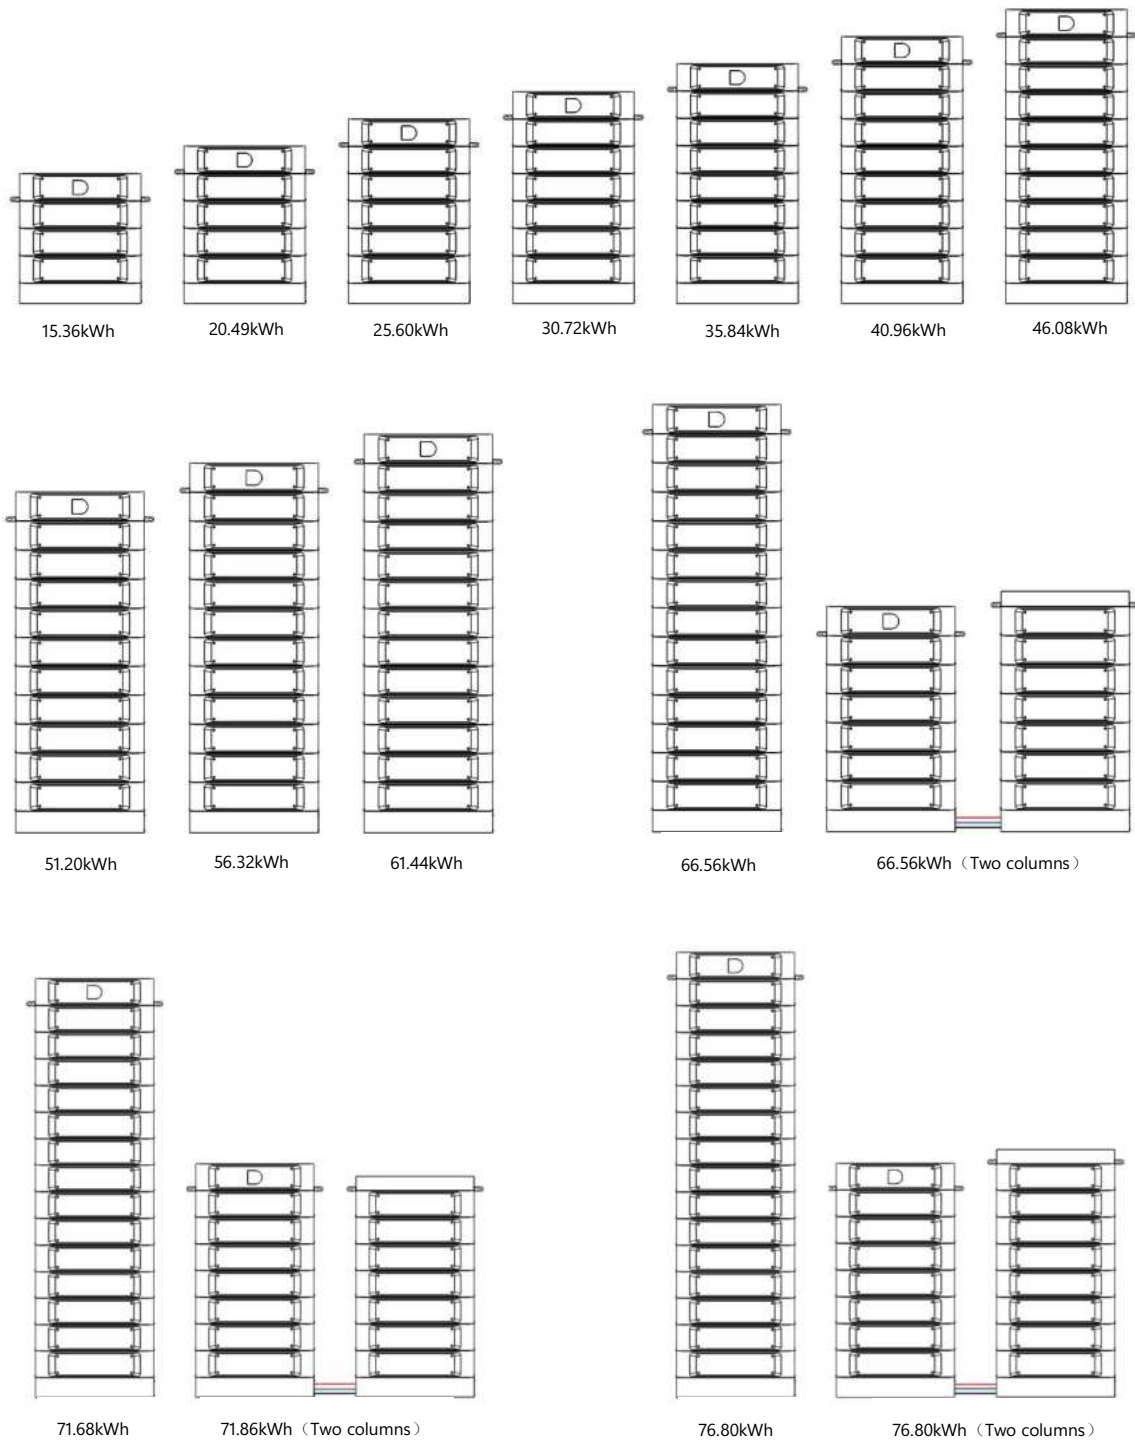 D
D
D
D
D
D
D
15.36kWh
20.49kWh
25.60kWh
30.72kWh
35.84kWh
40.96kWh
46.08kWh
D
D
D
D
D
51.20kWh
56.32kWh
61.44kWh
66.56kWh
66.56kWh（Two columns）
D
D
D
D
71.68kWh
71.86kWh（Two columns）
76.80kWh
76.80kWh（Two columns）